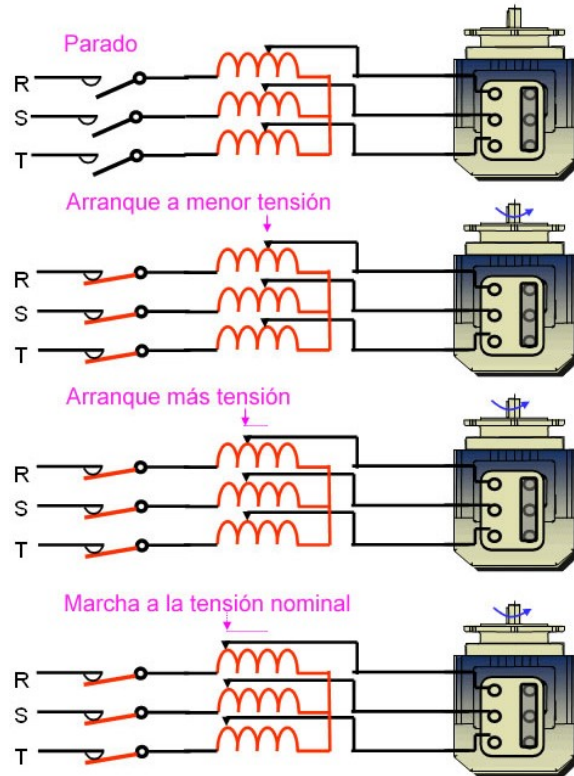 Parado
R
S
T
Arranque a menor tensión
R
S
T
Arranque más tensión
R
S
T
Marcha a la tensión nominal
R
S
T